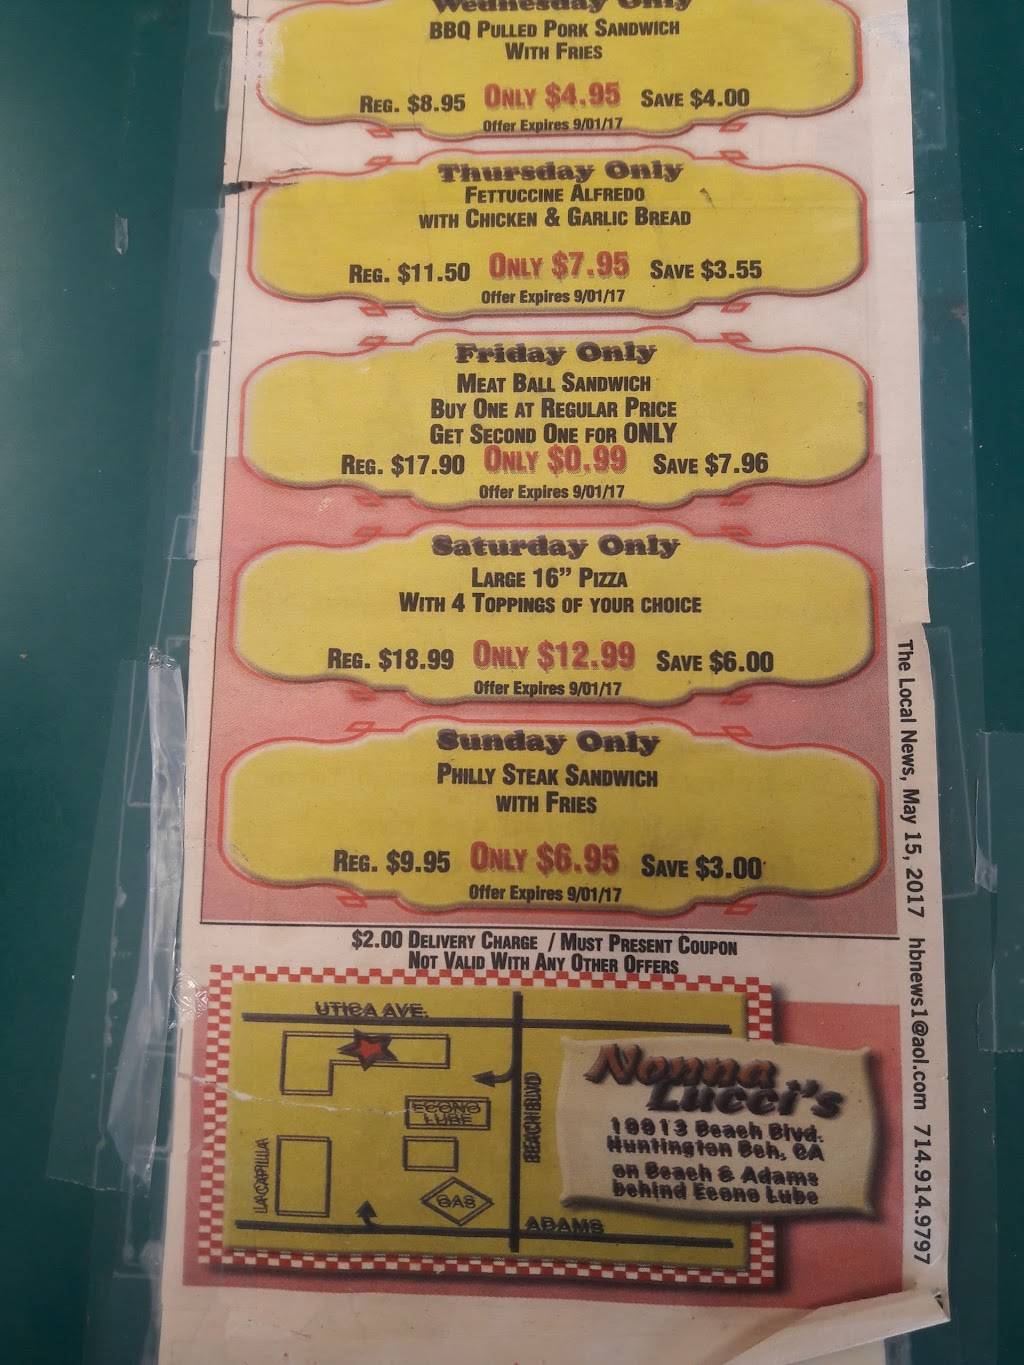 Wednesday Only
BBQ PULLED PORK SANDWICH
WITH FRIES
REG. $8.95 ONLY $4.95 SAVE $4.00
Offer Expires 9/01/17
Thursday Only
FETTUCCINE ALFREDO
WITH CHICKEN & GARLIC BREAD
REG. $11.50 ONLY $7.95 SAVE $3.55
Offer Expires 9/01/17
Friday Only
MEAT BALL SANDWICH
BUY ONE AT REGULAR PRICE
GET SECOND ONE FOR ONLY
REG. $17.90 ONLY $0.99 SAVE $7.96
Offer Expires 9/01/17
Saturday Only
LARGE 16” PIZZA
WITH 4 TOPPINGS OF YOUR CHOICE
REG. $18.99 ONLY $12.99 SAVE $6.00
Offer Expires 9/01/17
Sunday Only
PHILLY STEAK SANDWICH
WITH FRIES
REG. $9.95 ONLY $6.95 SAVE $3.00
Offer Expires 9/01/17
$2.00 DELIVERY CHARGE / MUST PRESENT COUPON
NOT VALID WITH ANY OTHER OFFERS
The Local News, May 15, 2017 hbnews1@aol.com 714.914.9797
UTICA AVE.
ECONO
LUBE
BEACH BLVD
LA CAPILLA
GAS
ADAMS
Nonna
Lucci's
19913 Beach Blvd.
Huntington Bch, CA
on Beach & Adams
behind Econo Lube